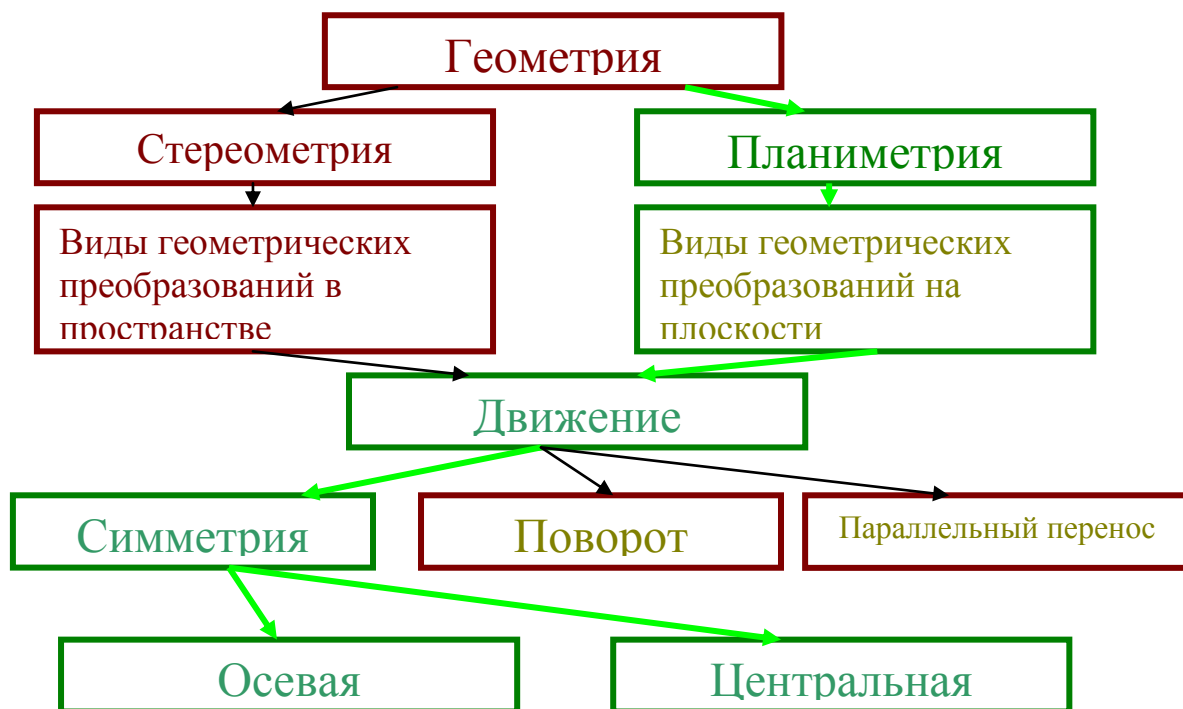 Геометрия
Стереометрия
Планиметрия
Виды геометрических
преобразований в
пространстве
Виды геометрических
преобразований на
плоскости
Движение
Симметрия
Поворот
Параллельный перенос
Осевая
Центральная